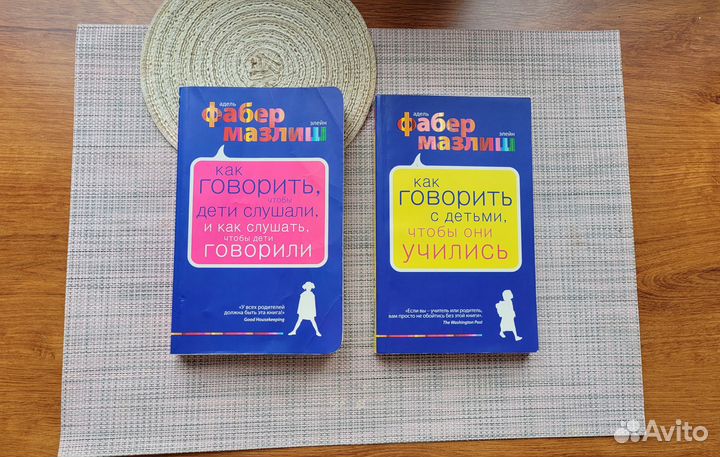 адель
Фабер
элейн
мазлиш
как
говорить,
чтобы
дети слушали,
и как слушать,
чтобы дети
говорили
«У всех родителей
должна быть эта книга!»
Good Housekeeping
адель
Фабер
элейн
мазлиш
как
говорить
с детьми,
чтобы они
учились
«Если вы – учитель или родитель,
вам просто не обойтись без этой книги».
The Washington Post
Avito